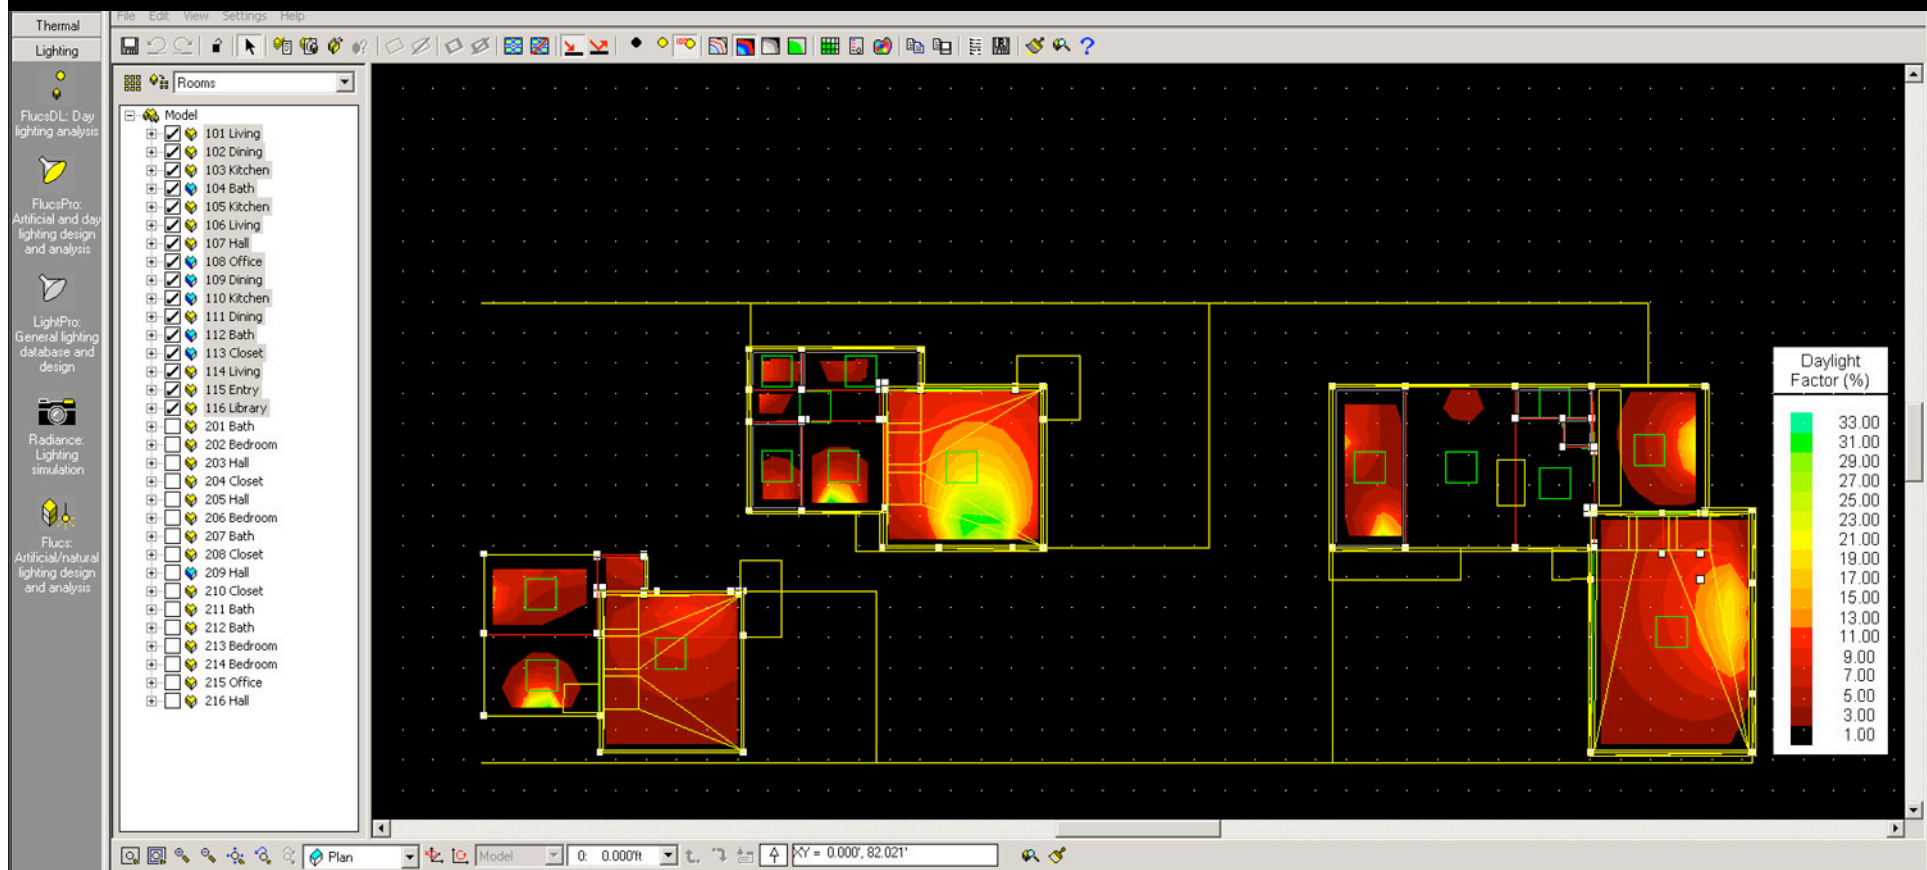 File Edit View Settings Help
Thermal
Lighting
FlucsDL: Day
lighting analysis
FlucsPro:
Artificial and day
lighting design
and analysis
LightPro:
General lighting
database and
design
Radiance:
Lighting
simulation
Flucs:
Artificial/natural
lighting design
and analysis
Rooms
Model
101 Living
102 Dining
103 Kitchen
104 Bath
105 Kitchen
106 Living
107 Hall
108 Office
109 Dining
110 Kitchen
111 Dining
112 Bath
113 Closet
114 Living
115 Entry
116 Library
201 Bath
202 Bedroom
203 Hall
204 Closet
205 Hall
206 Bedroom
207 Bath
208 Closet
209 Hall
210 Closet
211 Bath
212 Bath
213 Bedroom
214 Bedroom
215 Office
216 Hall
Daylight
Factor (%)
33.00
31.00
29.00
27.00
25.00
23.00
21.00
19.00
17.00
15.00
13.00
11.00
9.00
7.00
5.00
3.00
1.00
Plan
Model
0: 0.000'ft
XY = 0.000', 82.021'